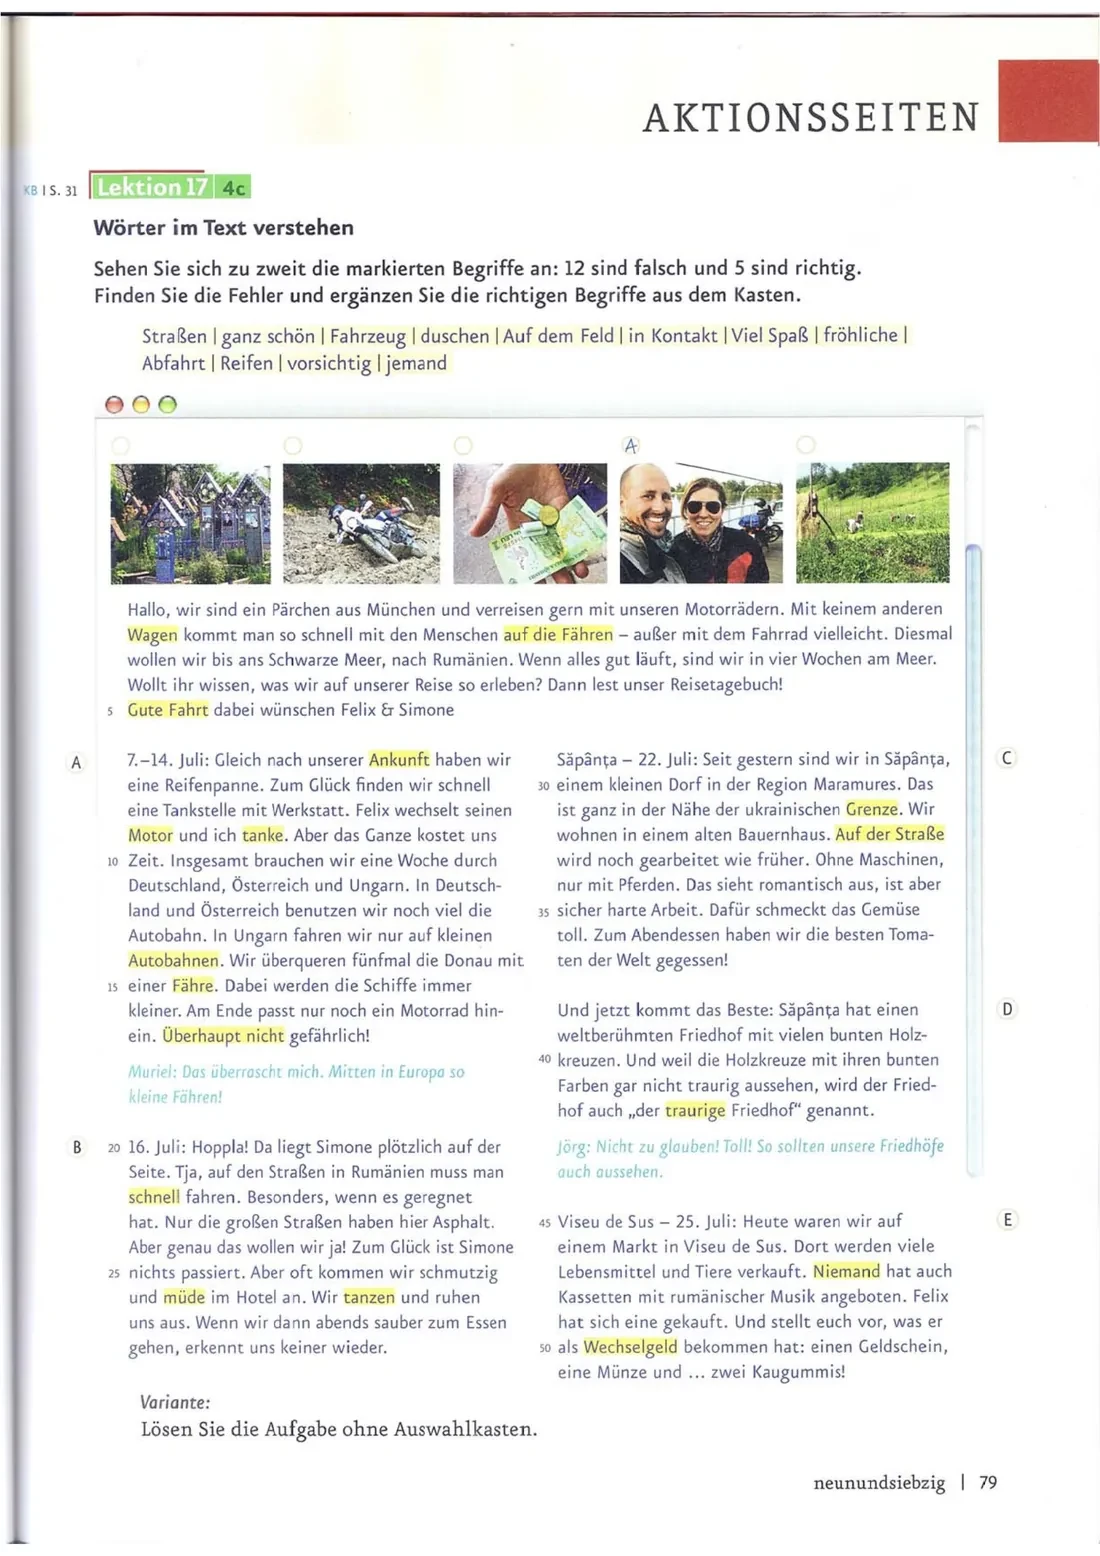 AKTIONSSEITEN
KB | S. 31 Lektion 17 4c
Wörter im Text verstehen
Sehen Sie sich zu zweit die markierten Begriffe an: 12 sind falsch und 5 sind richtig.
Finden Sie die Fehler und ergänzen Sie die richtigen Begriffe aus dem Kasten.
Straßen | ganz schön | Fahrzeug | duschen | Auf dem Feld | in Kontakt | Viel Spaß | fröhliche |
Abfahrt | Reifen | vorsichtig | jemand
A
Hallo, wir sind ein Pärchen aus München und verreisen gern mit unseren Motorrädern. Mit keinem anderen
Wagen kommt man so schnell mit den Menschen auf die Fähren – außer mit dem Fahrrad vielleicht. Diesmal
wollen wir bis ans Schwarze Meer, nach Rumänien. Wenn alles gut läuft, sind wir in vier Wochen am Meer.
Wollt ihr wissen, was wir auf unserer Reise so erleben? Dann lest unser Reisetagebuch!
5 Gute Fahrt dabei wünschen Felix & Simone
A 7.–14. Juli: Gleich nach unserer Ankunft haben wir
eine Reifenpanne. Zum Glück finden wir schnell
eine Tankstelle mit Werkstatt. Felix wechselt seinen
Motor und ich tanke. Aber das Ganze kostet uns
10 Zeit. Insgesamt brauchen wir eine Woche durch
Deutschland, Österreich und Ungarn. In Deutsch-
land und Österreich benutzen wir noch viel die
Autobahn. In Ungarn fahren wir nur auf kleinen
Autobahnen. Wir überqueren fünfmal die Donau mit
15 einer Fähre. Dabei werden die Schiffe immer
kleiner. Am Ende passt nur noch ein Motorrad hin-
ein. Überhaupt nicht gefährlich!
Muriel: Das überrascht mich. Mitten in Europa so
kleine Fähren!
B 20 16. Juli: Hoppla! Da liegt Simone plötzlich auf der
Seite. Tja, auf den Straßen in Rumänien muss man
schnell fahren. Besonders, wenn es geregnet
hat. Nur die großen Straßen haben hier Asphalt.
Aber genau das wollen wir ja! Zum Glück ist Simone
25 nichts passiert. Aber oft kommen wir schmutzig
und müde im Hotel an. Wir tanzen und ruhen
uns aus. Wenn wir dann abends sauber zum Essen
gehen, erkennt uns keiner wieder.
Săpânţa – 22. Juli: Seit gestern sind wir in Săpânţa, C
30 einem kleinen Dorf in der Region Maramures. Das
ist ganz in der Nähe der ukrainischen Grenze. Wir
wohnen in einem alten Bauernhaus. Auf der Straße
wird noch gearbeitet wie früher. Ohne Maschinen,
nur mit Pferden. Das sieht romantisch aus, ist aber
35 sicher harte Arbeit. Dafür schmeckt das Gemüse
toll. Zum Abendessen haben wir die besten Toma-
ten der Welt gegessen!
Und jetzt kommt das Beste: Săpânţa hat einen D
weltberühmten Friedhof mit vielen bunten Holz-
40 kreuzen. Und weil die Holzkreuze mit ihren bunten
Farben gar nicht traurig aussehen, wird der Fried-
hof auch „der traurige Friedhof“ genannt.
Jörg: Nicht zu glauben! Toll! So sollten unsere Friedhöfe
auch aussehen.
45 Viseu de Sus – 25. Juli: Heute waren wir auf E
einem Markt in Viseu de Sus. Dort werden viele
Lebensmittel und Tiere verkauft. Niemand hat auch
Kassetten mit rumänischer Musik angeboten. Felix
hat sich eine gekauft. Und stellt euch vor, was er
50 als Wechselgeld bekommen hat: einen Geldschein,
eine Münze und ... zwei Kaugummis!
Variante:
Lösen Sie die Aufgabe ohne Auswahlkasten.
neunundsiebzig | 79